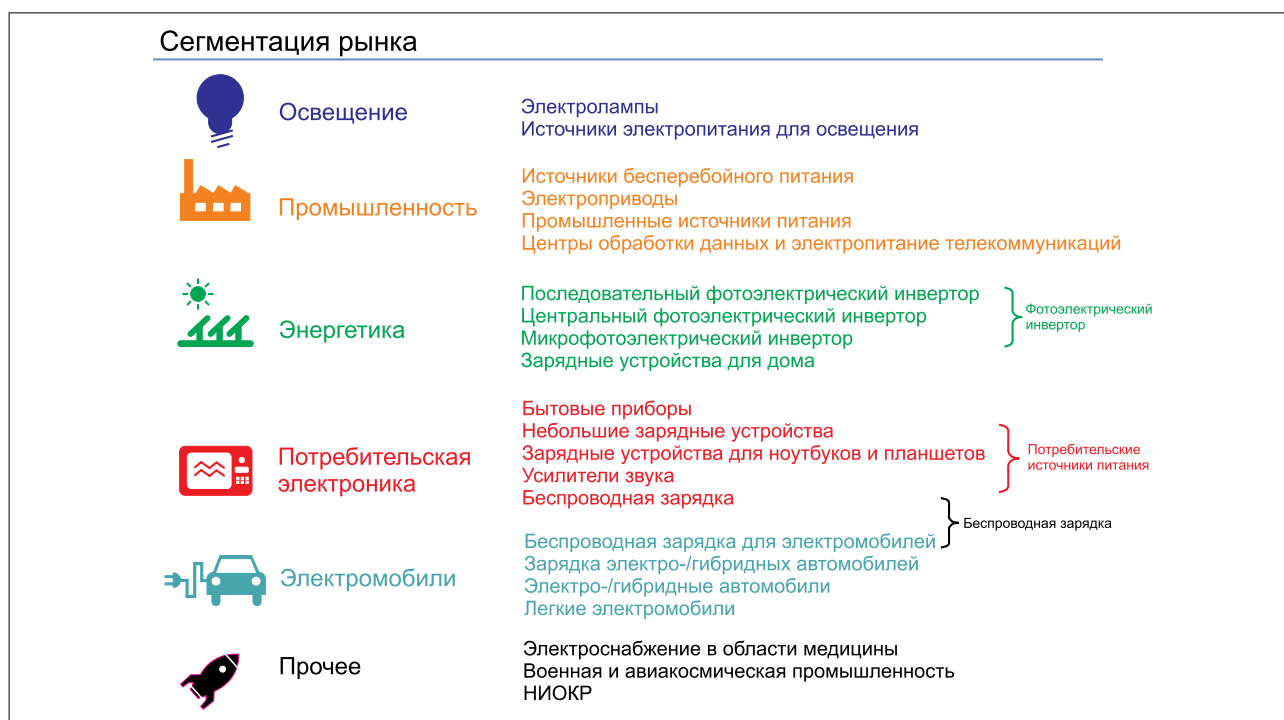 Сегментация рынка
Освещение
Электролампы
Источники электропитания для освещения
Промышленность
Источники бесперебойного питания
Электроприводы
Промышленные источники питания
Центры обработки данных и электропитание телекоммуникаций
Энергетика
Последовательный фотоэлектрический инвертор
Центральный фотоэлектрический инвертор
Микрофотоэлектрический инвертор
Зарядные устройства для дома
Фотоэлектрический
инвертор
Потребительская
электроника
Бытовые приборы
Небольшие зарядные устройства
Зарядные устройства для ноутбуков и планшетов
Усилители звука
Беспроводная зарядка
Потребительские
источники питания
Беспроводная зарядка
Электромобили
Беспроводная зарядка для электромобилей
Зарядка электро-/гибридных автомобилей
Электро-/гибридные автомобили
Легкие электромобили
Прочее
Электроснабжение в области медицины
Военная и авиакосмическая промышленность
НИОКР